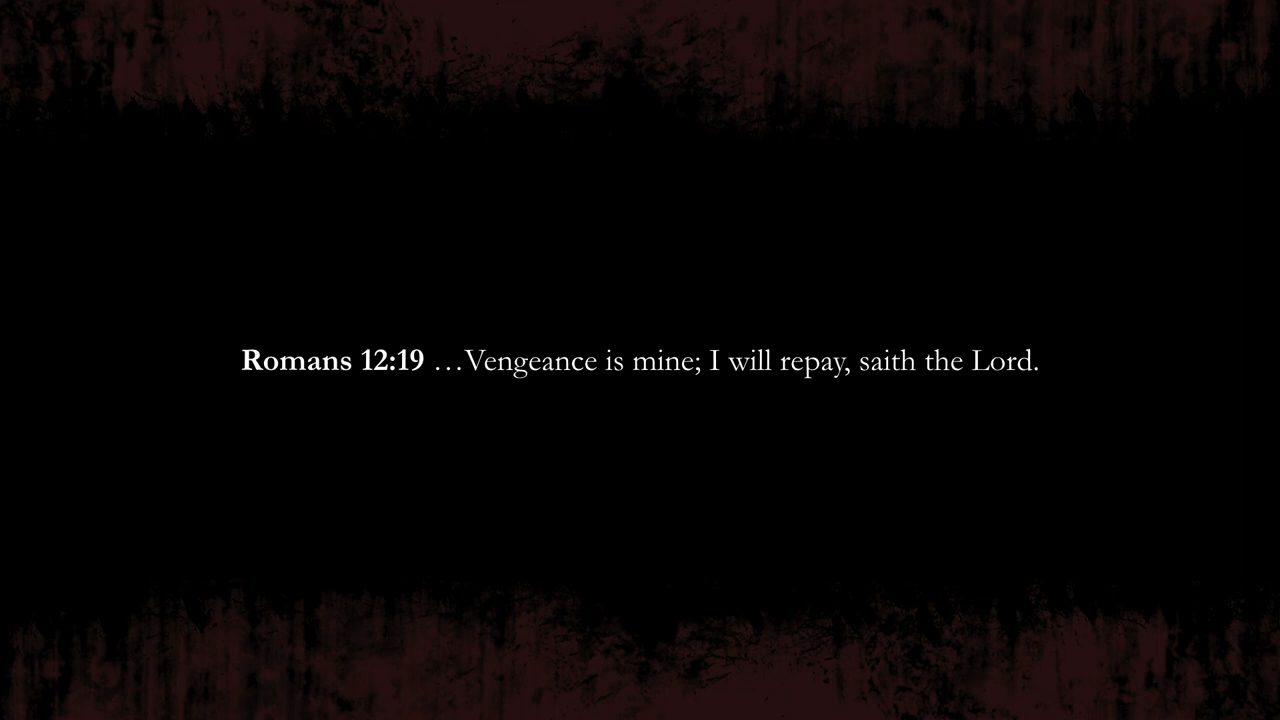 Romans 12:19 …Vengeance is mine; I will repay, saith the Lord.